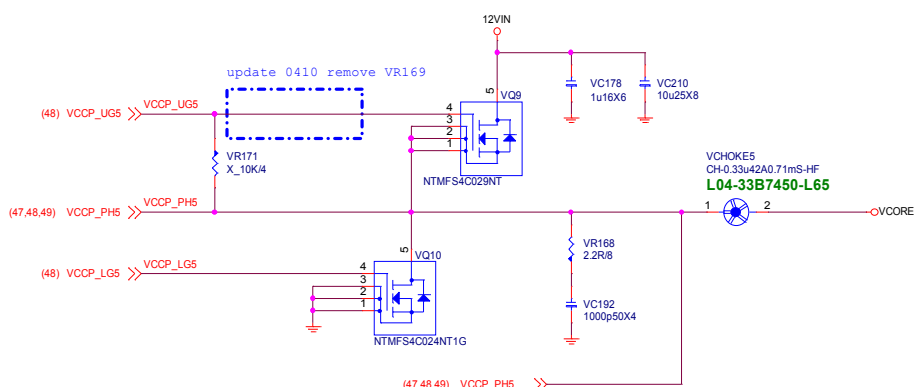 12VIN
update 0410 remove VR169
VC178
1u16X6
VC210
10u25X8
5
VQ9
(48) VCCP_UG5
VCCP_UG5
4
3
2
1
NTMFS4C029NT
VR171
X_10K/4
VCHOKE5
CH-0.33u42A0.71mS-HF
L04-33B7450-L65
(47,48,49) VCCP_PH5
VCCP_PH5
1
2
VCORE
5
VQ10
VR168
2.2R/8
(48) VCCP_LG5
VCCP_LG5
4
3
2
1
VC192
1000p50X4
NTMFS4C024NT1G
(47,48,49) VCCP_PH5